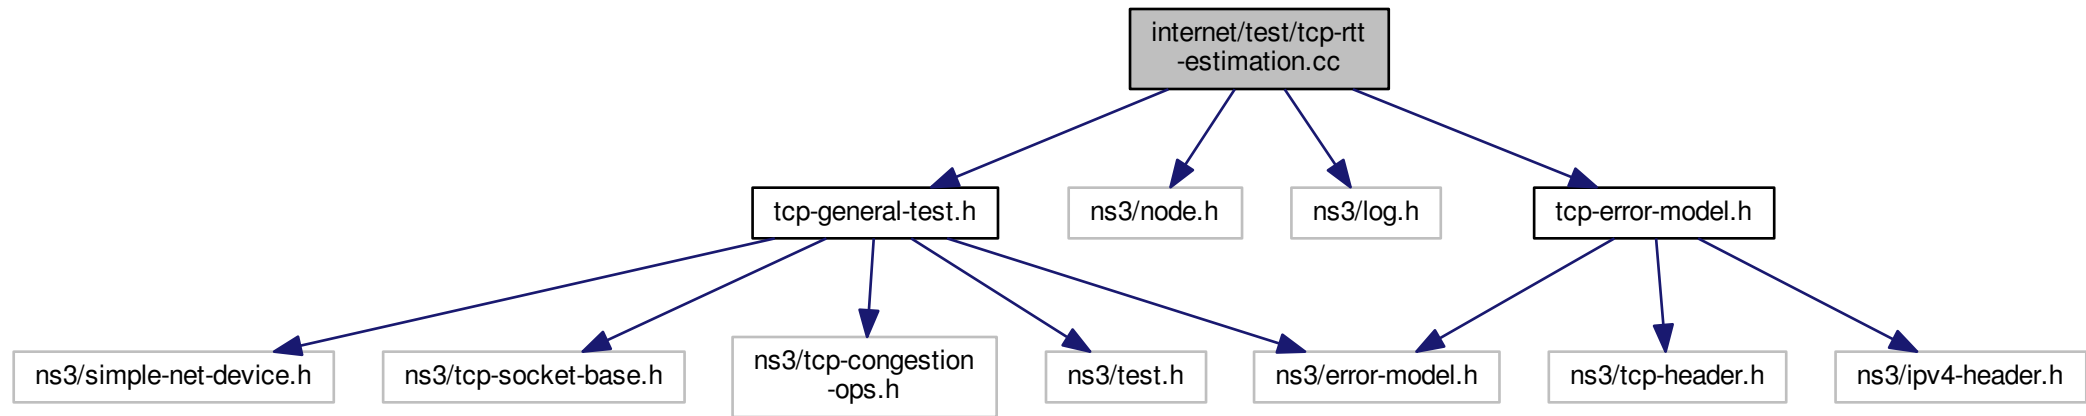 internet/test/tcp-rtt
-estimation.cc
tcp-general-test.h
ns3/node.h
ns3/log.h
tcp-error-model.h
ns3/simple-net-device.h
ns3/tcp-socket-base.h
ns3/tcp-congestion
-ops.h
ns3/test.h
ns3/error-model.h
ns3/tcp-header.h
ns3/ipv4-header.h